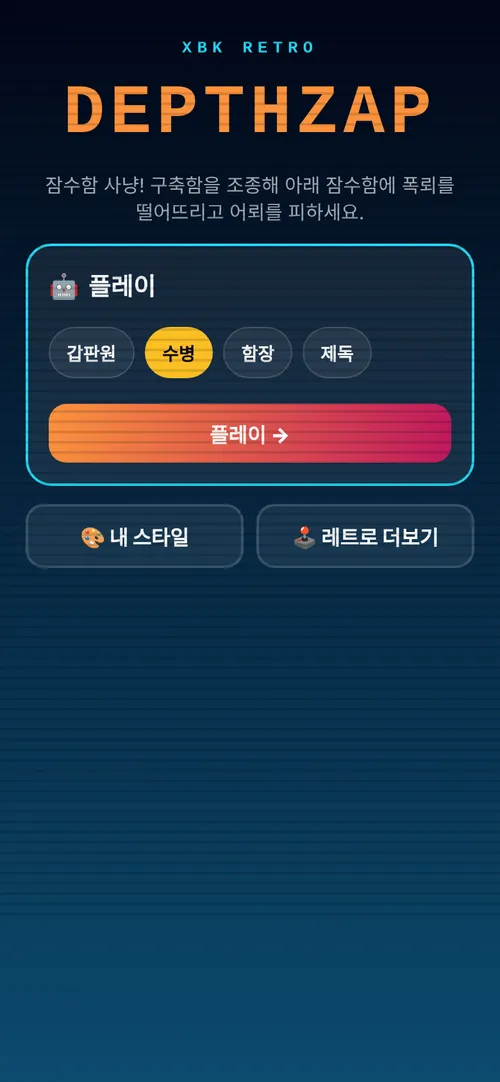 XBK RETRO
DEPTHZAP
잠수함 사냥! 구축함을 조종해 아래 잠수함에 폭뢰를
떨어뜨리고 어뢰를 피하세요.
🤖 플레이
갑판원 수병 함장 제독
플레이 →
🎨 내 스타일 🕹️ 레트로 더보기